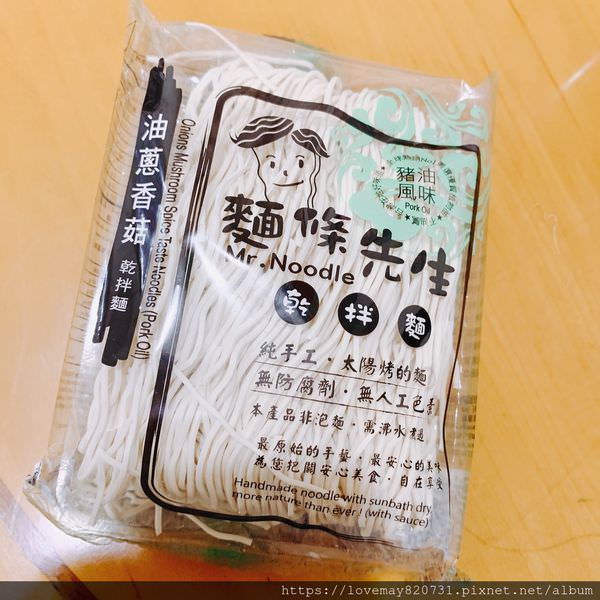 油蔥香菇
乾拌麵
Onions Mushroom Spice Taste Noodles (Pork Oil)
豬油
風味
Pork Oil
麵條先生
Mr.Noodle
乾拌麵
純手工・太陽烤的麵
無防腐劑・無人工色素
本產品非泡麵・需沸水煮過
最原始的手藝・最安心的美味
為您把關安心美食・自在享受
Handmade noodle with sunbath dry,
more nature than ever! (with sauce)
https://lovemay820731.pixnet.net/album